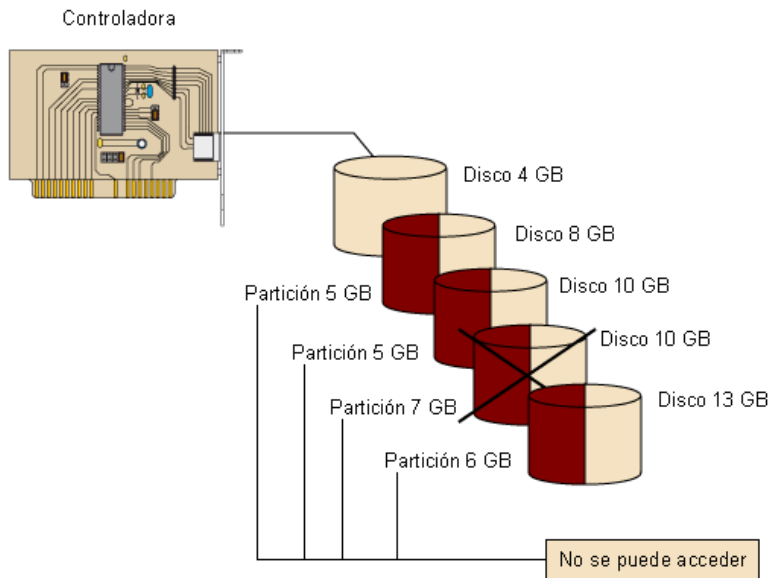 Controladora
Disco 4 GB
Disco 8 GB
Disco 10 GB
Partición 5 GB
Disco 10 GB
Partición 5 GB
Disco 13 GB
Partición 7 GB
Partición 6 GB
No se puede acceder